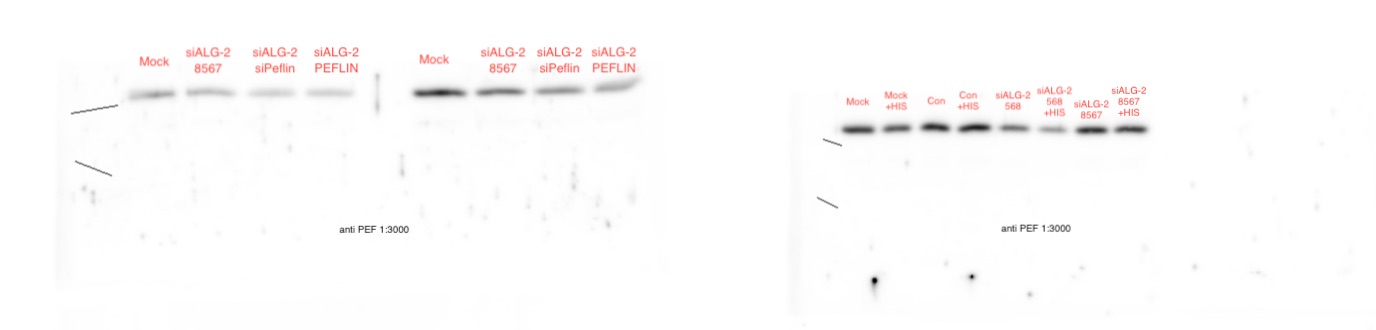 Mock
siALG-2
8567
siALG-2
siPeflin
siALG-2
PEFLIN
Mock
siALG-2
8567
siALG-2
siPeflin
siALG-2
PEFLIN
anti PEF 1:3000
Mock
Mock
+HIS
Con
Con
+HIS
siALG-2
568
siALG-2
568
+HIS
siALG-2
8567
siALG-2
8567
+HIS
anti PEF 1:3000